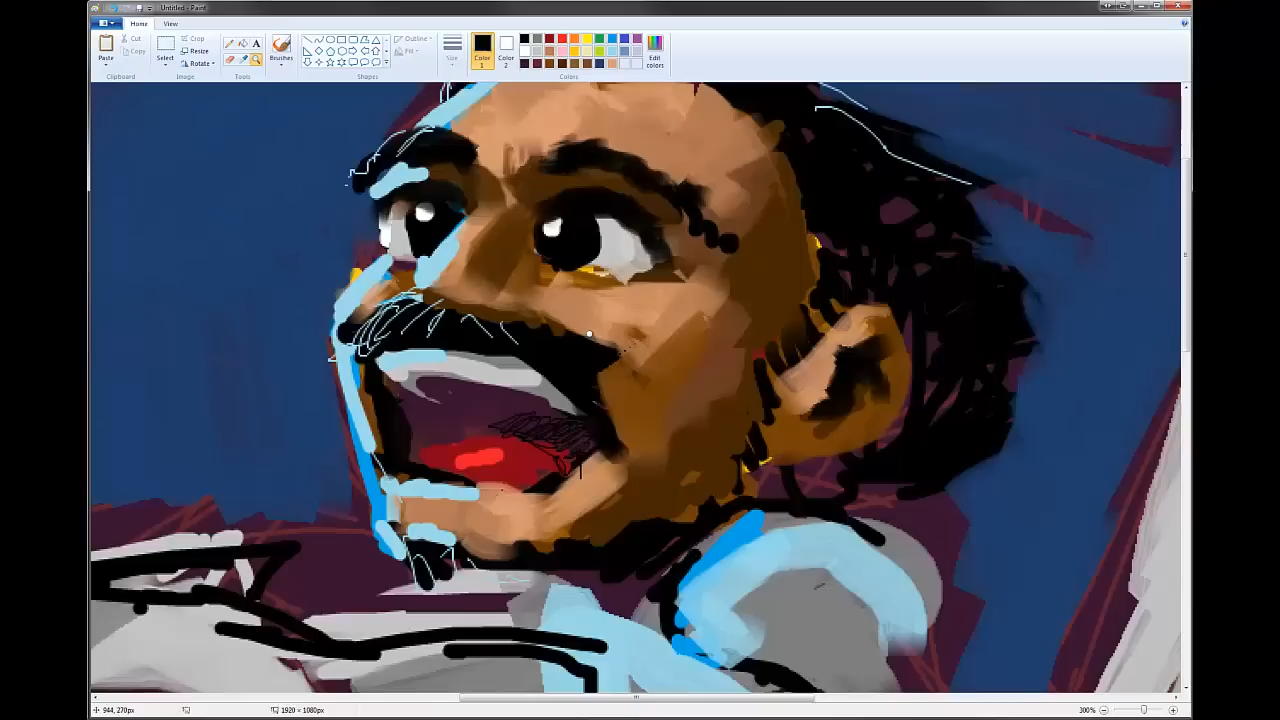 Untitled - Paint
Home View
Paste
Cut
Copy
Clipboard
Select
Crop
Resize
Rotate
Image
A
Tools
Brushes
Outline
Fill
Shapes
Size
Color 1
Color 2
Edit colors
Colors
944, 270px
1920 × 1080px
300%